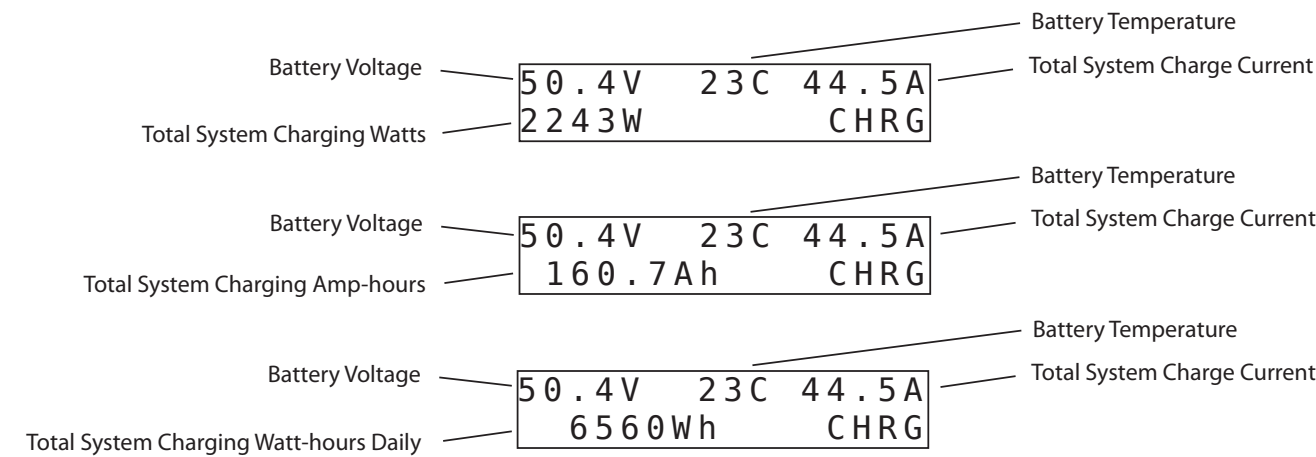 Battery Temperature
Battery Voltage
Total System Charge Current
50.4V 23C 44.5A
Total System Charging Watts
2243W CHRG
Battery Temperature
Battery Voltage
Total System Charge Current
50.4V 23C 44.5A
Total System Charging Amp-hours
160.7Ah CHRG
Battery Temperature
Battery Voltage
Total System Charge Current
50.4V 23C 44.5A
Total System Charging Watt-hours Daily
6560Wh CHRG